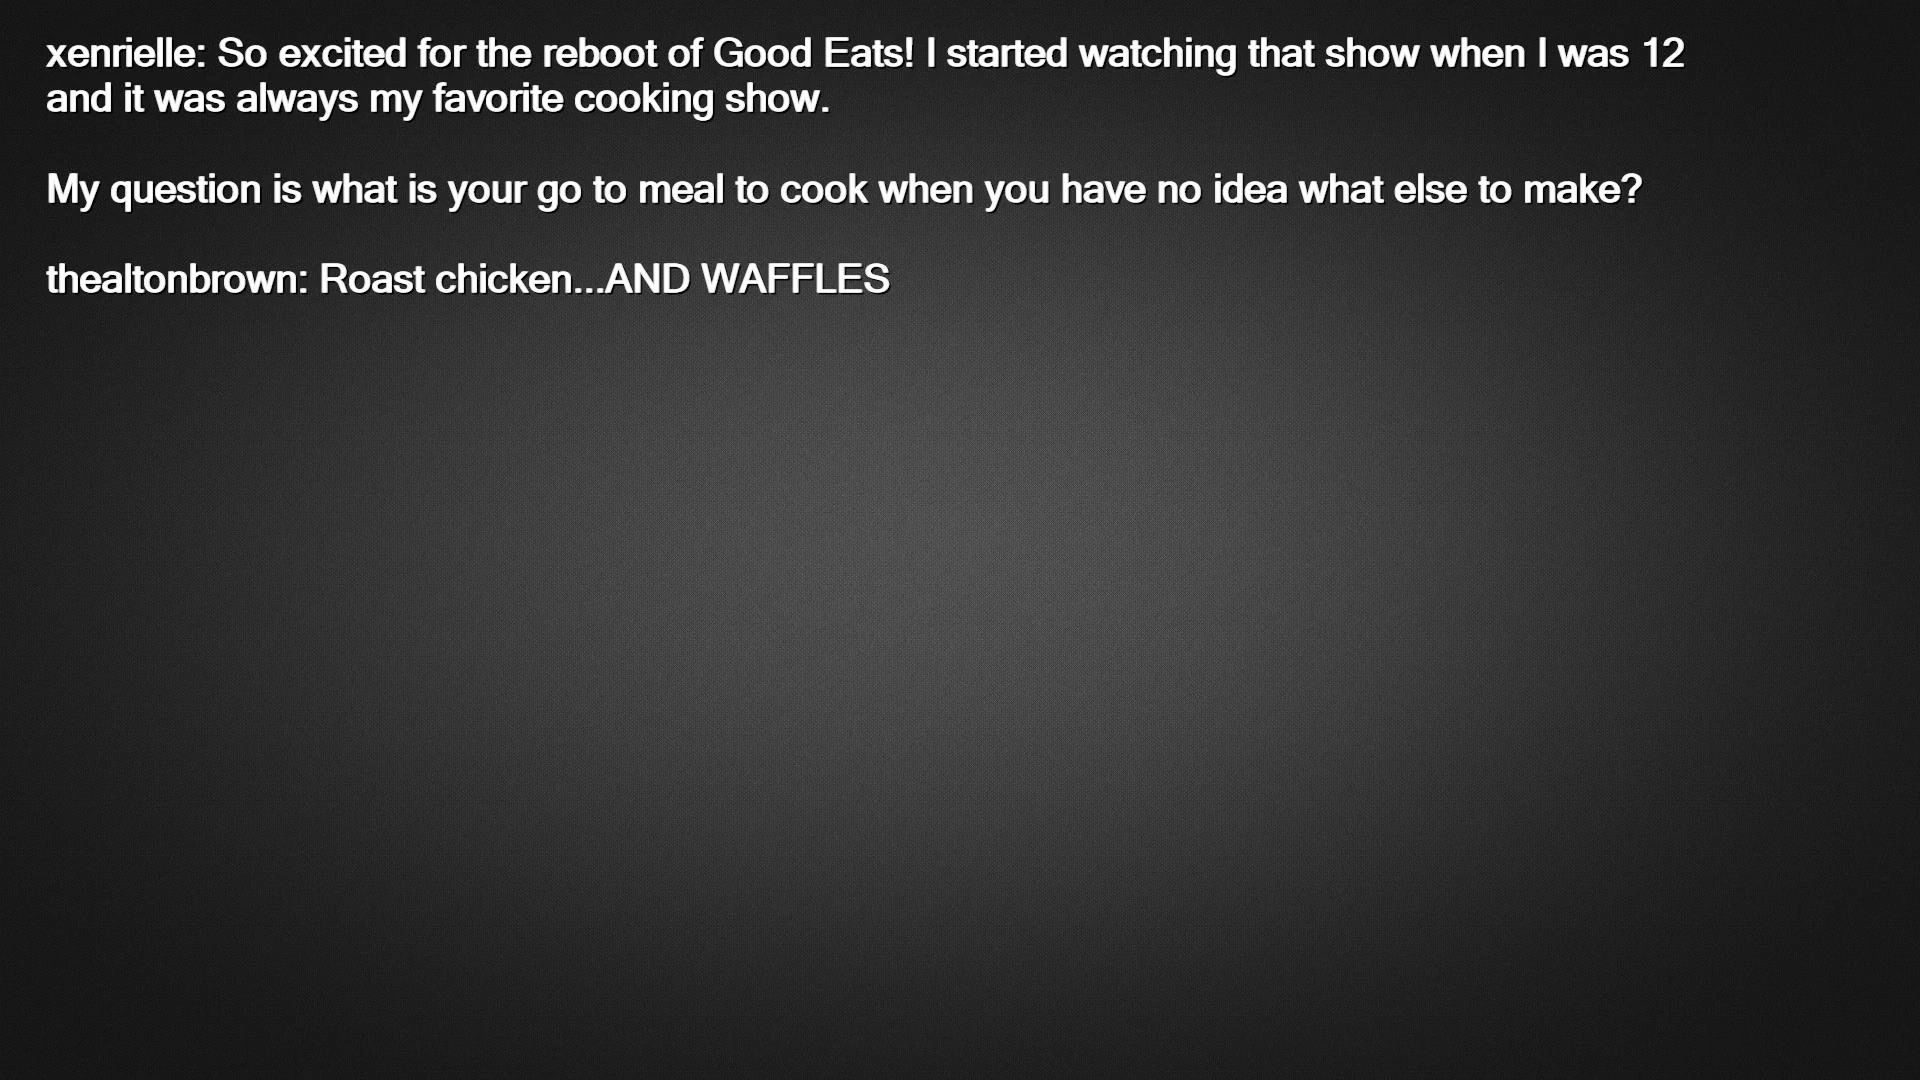 xenrielle: So excited for the reboot of Good Eats! I started watching that show when I was 12
and it was always my favorite cooking show.
My question is what is your go to meal to cook when you have no idea what else to make?
thealtonbrown: Roast chicken...AND WAFFLES